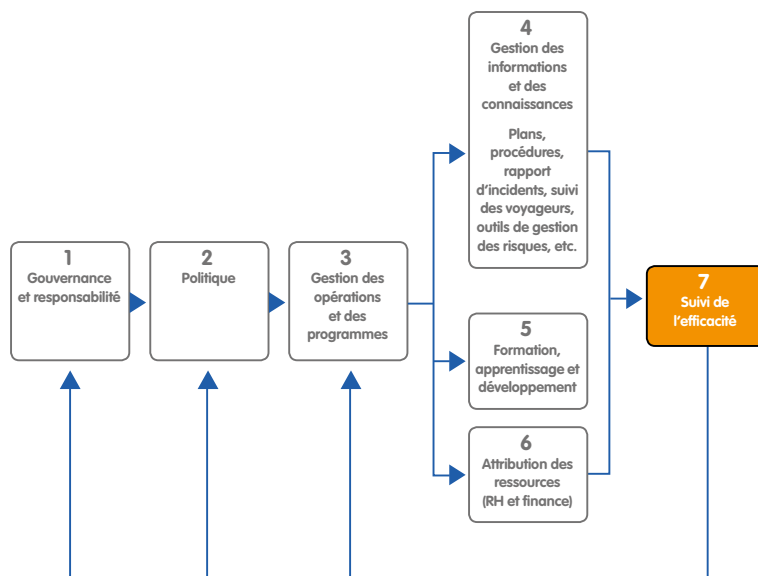 1
Gouvernance
et responsabilité
2
Politique
3
Gestion des
opérations
et des
programmes
4
Gestion des
informations
et des
connaissances
Plans,
procédures,
rapport
d’incidents, suivi
des voyageurs,
outils de gestion
des risques, etc.
5
Formation,
apprentissage et
développement
6
Attribution des
ressources
(RH et finance)
7
Suivi de
l’efficacité